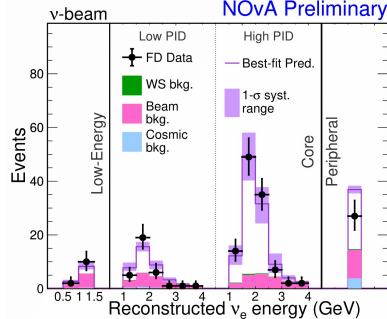 ν-beam
NOvA Preliminary
Low PID
High PID
FD Data
WS bkg.
Beam
bkg.
Cosmic
bkg.
Best-fit Pred.
1-σ syst.
range
Low-Energy
Core
Peripheral
Events
80
60
40
20
0
0.5 1 1.5
1 2 3 4
1 2 3 4
Reconstructed νe energy (GeV)